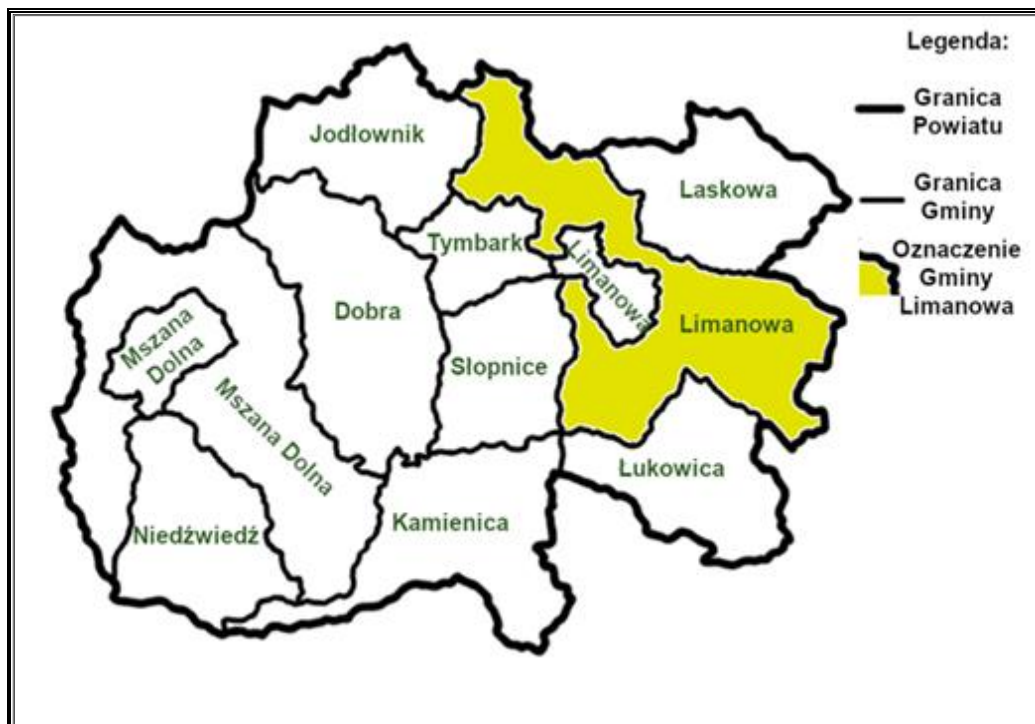 Legenda:
Granica
Powiatu
Granica
Gminy
Oznaczenie
Gminy
Limanowa
Jodłownik
Laskowa
Tymbark
Limanowa
Dobra
Limanowa
Mszana
Dolna
Słopnice
Mszana Dolna
Łukowica
Kamienica
Niedźwiedź